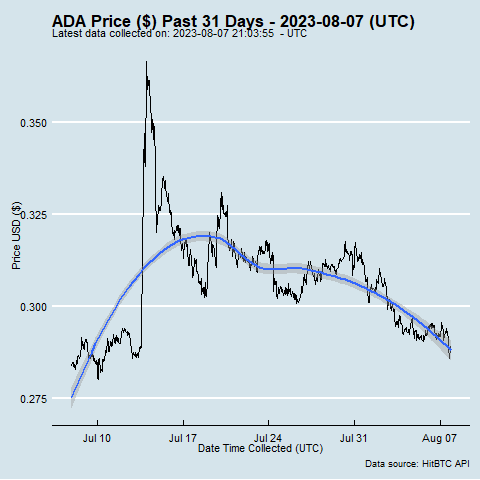 ADA Price ($) Past 31 Days - 2023-08-07 (UTC)
Latest data collected on: 2023-08-07 21:03:55  - UTC
0.350
0.325
0.300
0.275
Price USD ($)
Jul 10
Jul 17
Jul 24
Jul 31
Aug 07
Date Time Collected (UTC)
Data source: HitBTC API